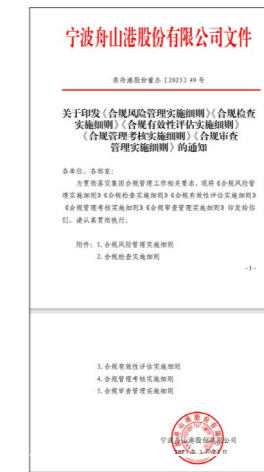 宁波舟山港股份有限公司文件
关于印发《合规风险管理实施细则》《合规检查
实施细则》《合规有效性评估实施细则》
《合规管理考核实施细则》《合规审查
管理实施细则》的通知
各单位、各部室:
为贯彻落实集团合规管理工作相关要求，现将《合规风险管
理实施细则》《合规检查实施细则》《合规有效性评估实施细则》
《合规管理考核实施细则》《合规审查管理实施细则》印发给你
们，请认真贯彻执行。
附件：1.合规风险管理实施细则
2.合规检查实施细则
-1-
3.合规有效性评估实施细则
4.合规管理考核实施细则
5.合规审查管理实施细则
宁波舟山港股份有限公司